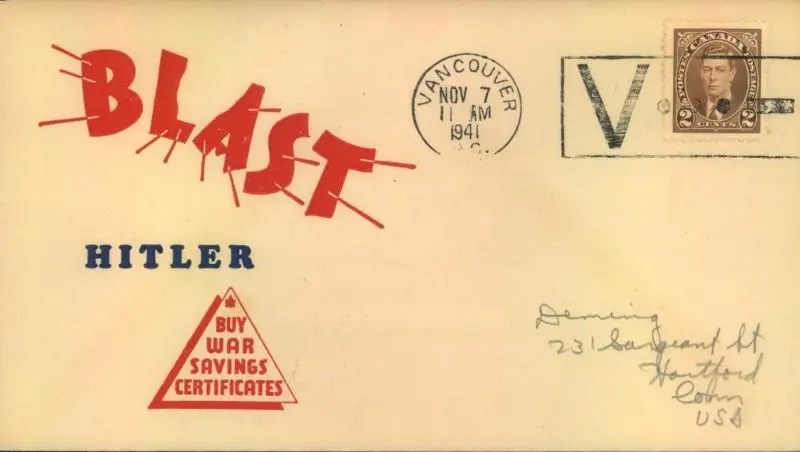 BLAST
HITLER
BUY
WAR
SAVINGS
CERTIFICATES
VANCOUVER
NOV 7
11 AM
1941
V...–
POSTES CANADA POSTAGE
2 CENTS 2
Deming
231 Sargeant St
Hartford
Conn
USA